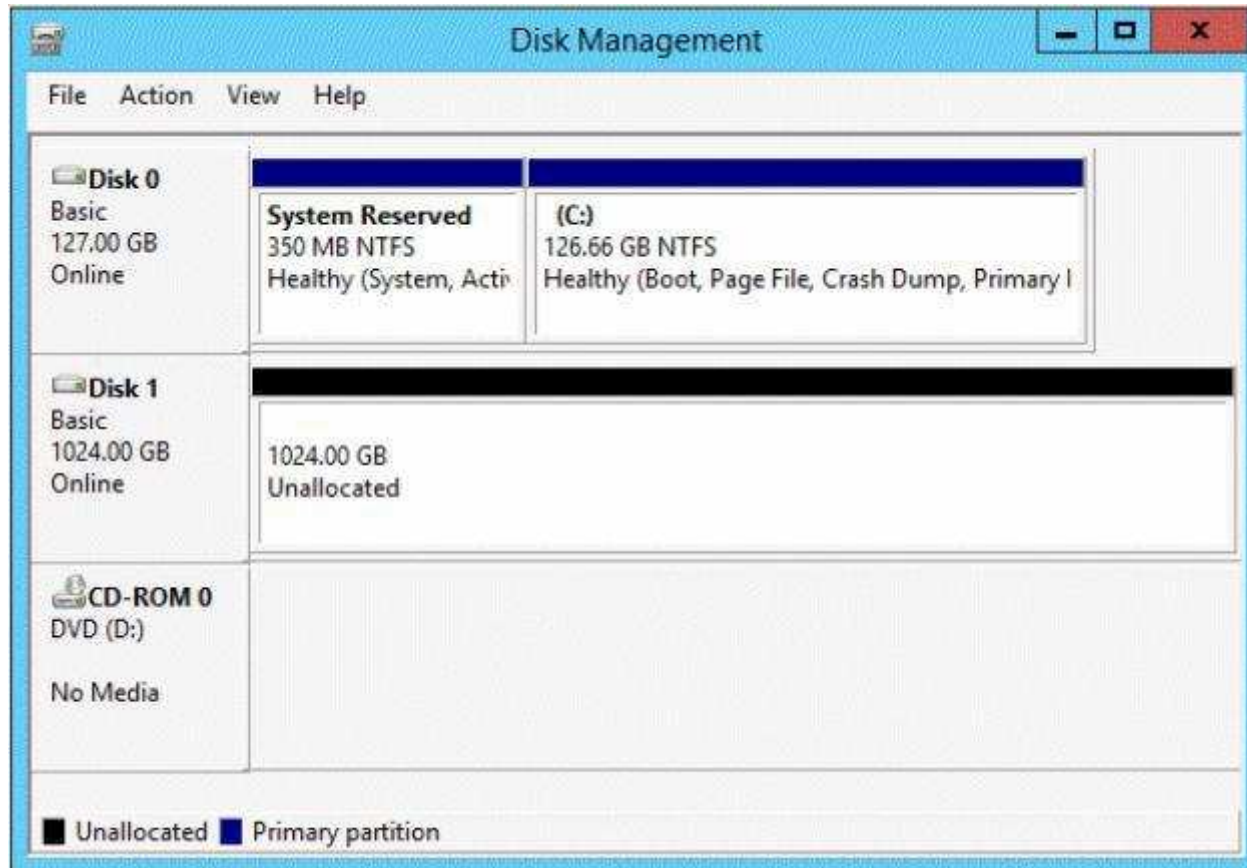 Disk Management
File Action View Help
Disk 0
Basic
127.00 GB
Online
System Reserved
350 MB NTFS
Healthy (System, Activ
(C:)
126.66 GB NTFS
Healthy (Boot, Page File, Crash Dump, Primary I
Disk 1
Basic
1024.00 GB
Online
1024.00 GB
Unallocated
CD-ROM 0
DVD (D:)
No Media
Unallocated Primary partition